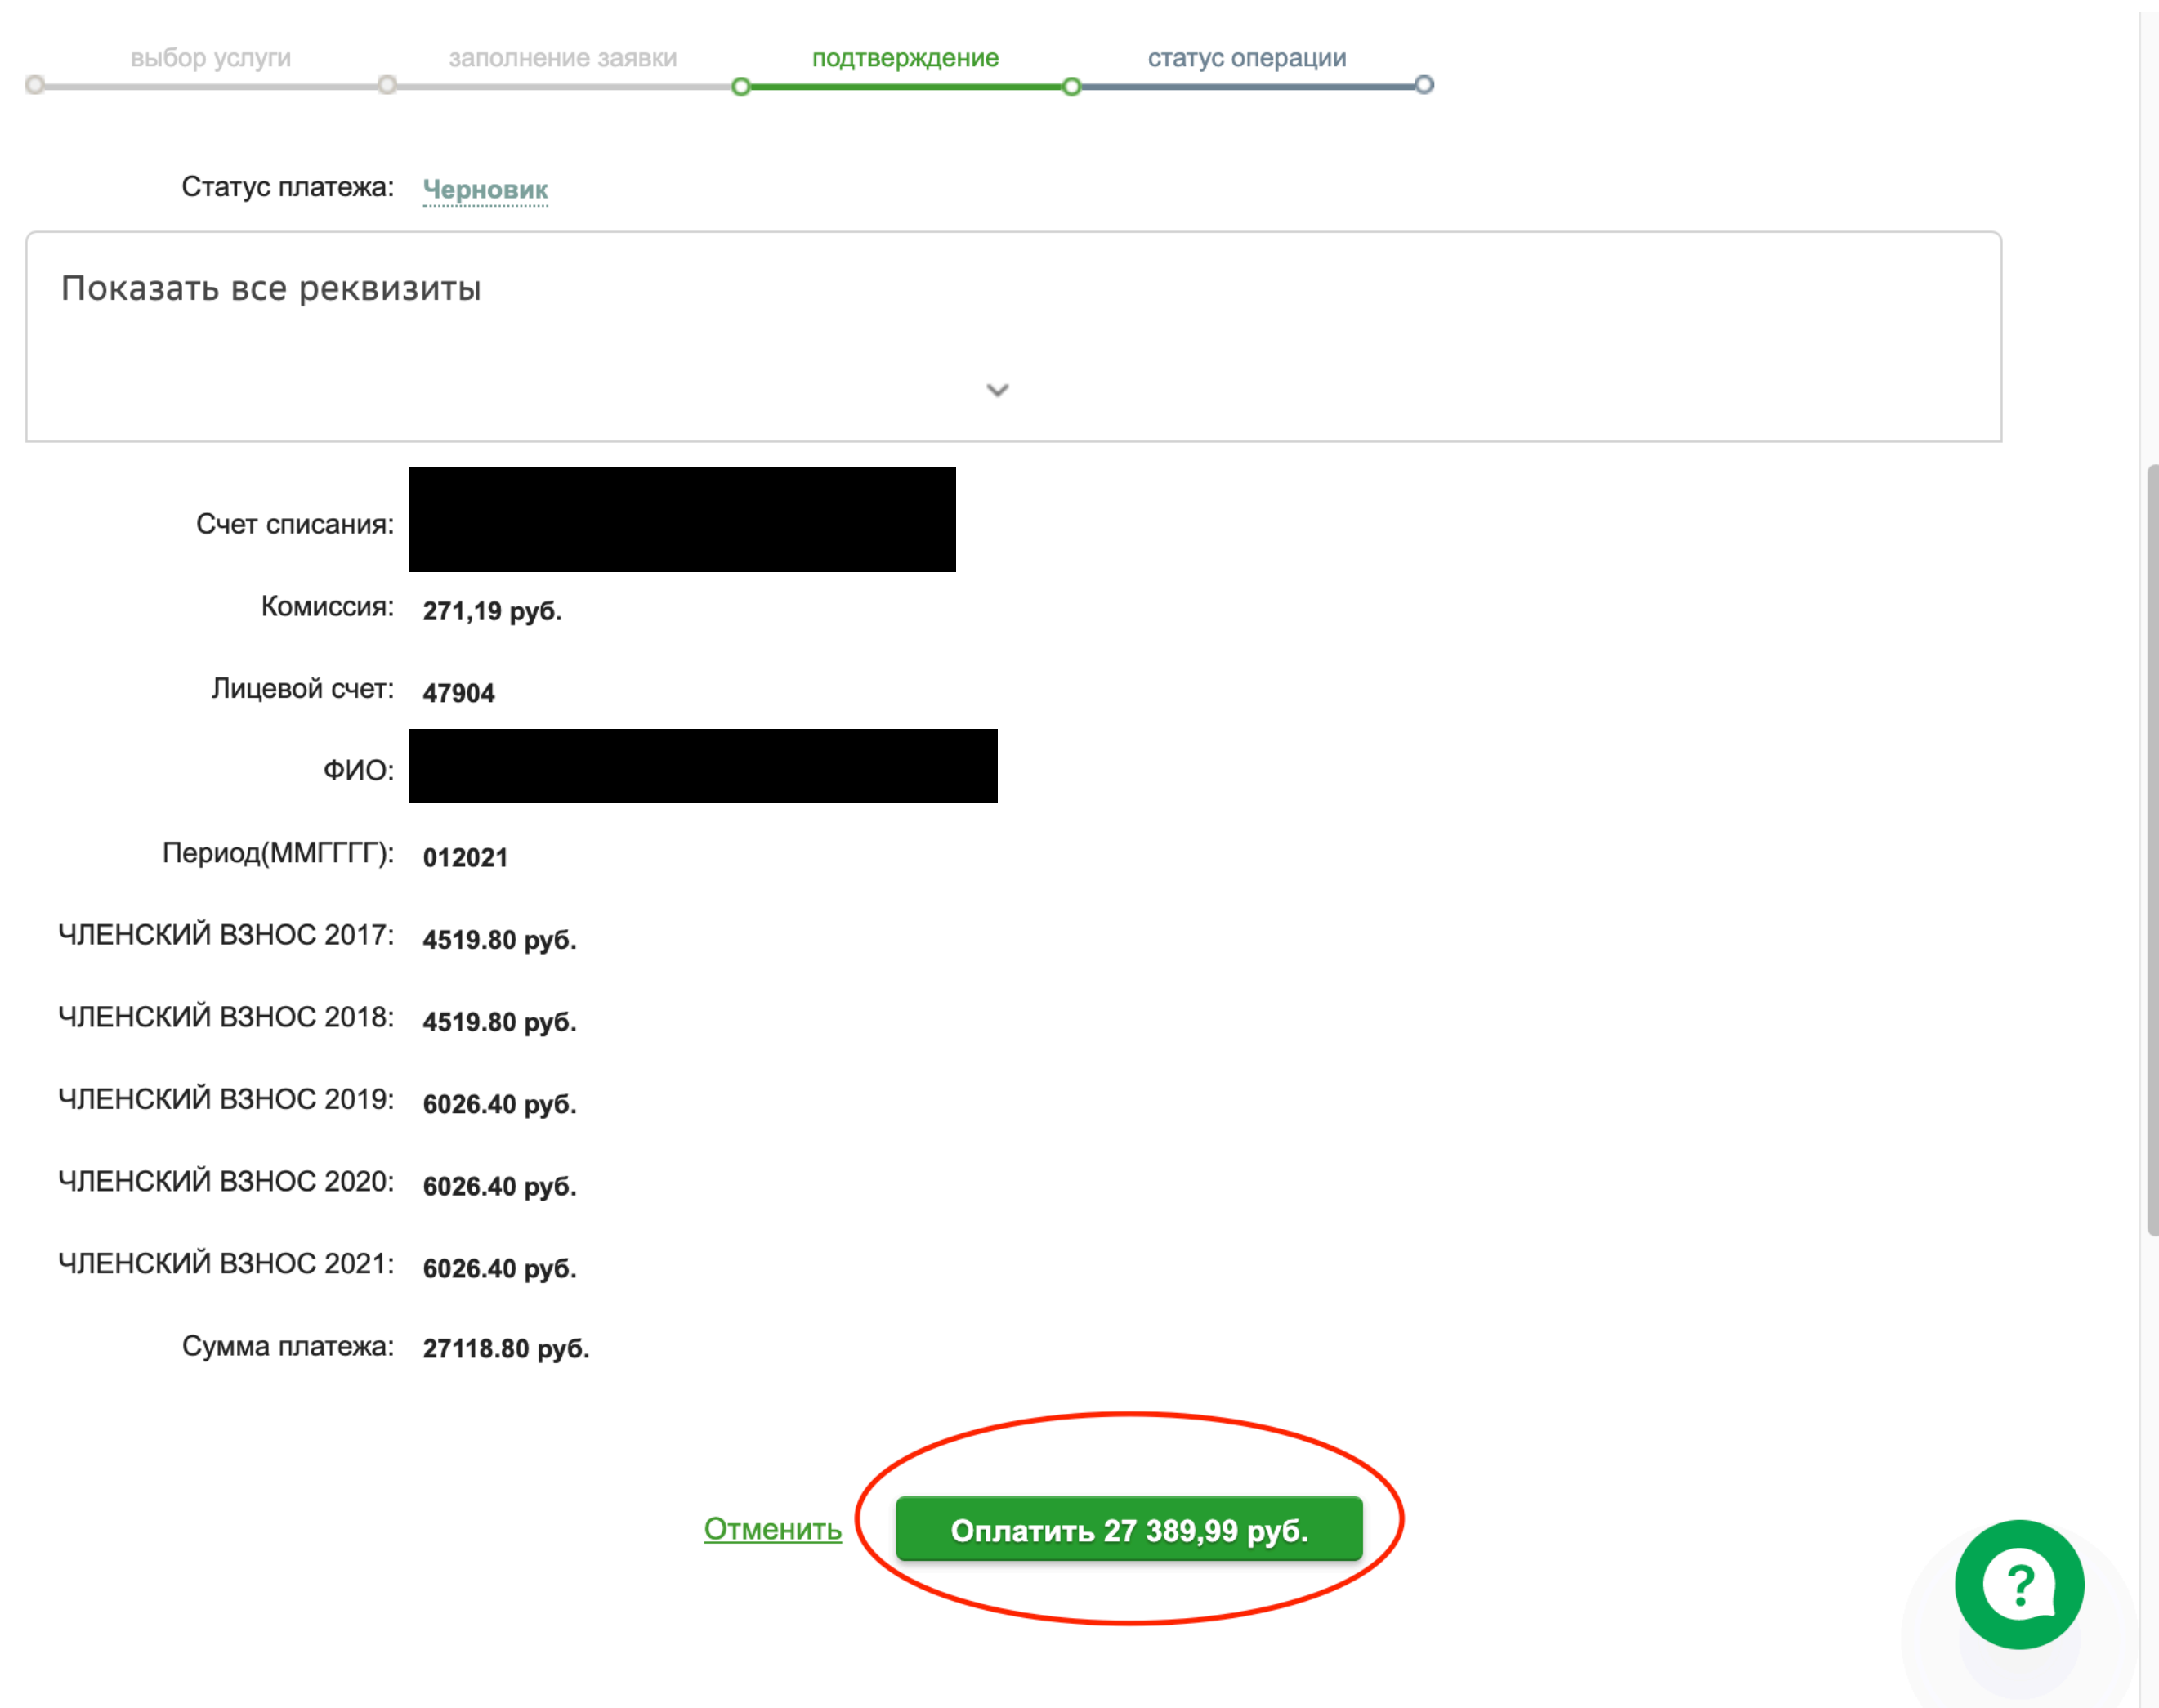 выбор услуги заполнение заявки подтверждение статус операции
Статус платежа: Черновик
Показать все реквизиты
Счет списания:
Комиссия: 271,19 руб.
Лицевой счет: 47904
ФИО:
Период(ММГГГГ): 012021
ЧЛЕНСКИЙ ВЗНОС 2017: 4519.80 руб.
ЧЛЕНСКИЙ ВЗНОС 2018: 4519.80 руб.
ЧЛЕНСКИЙ ВЗНОС 2019: 6026.40 руб.
ЧЛЕНСКИЙ ВЗНОС 2020: 6026.40 руб.
ЧЛЕНСКИЙ ВЗНОС 2021: 6026.40 руб.
Сумма платежа: 27118.80 руб.
Отменить Оплатить 27 389,99 руб.
?